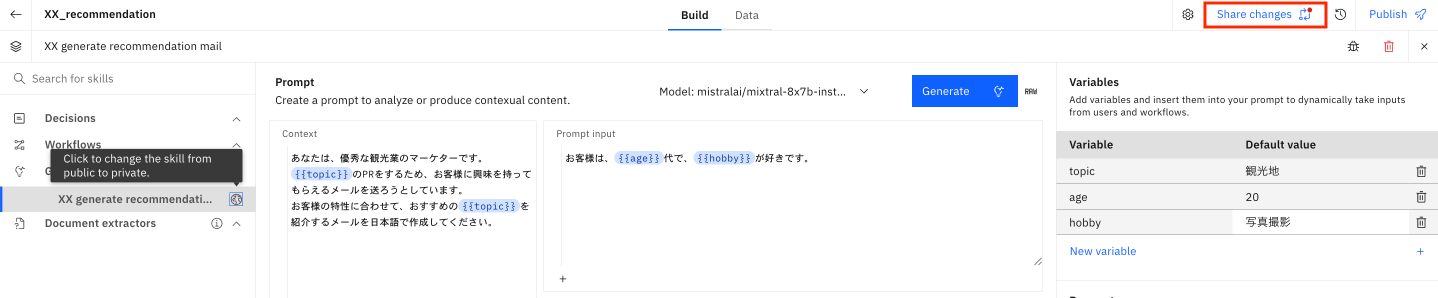 XX_recommendation
Build
Data
Share changes
Publish
XX generate recommendation mail
Search for skills
Decisions
Workflows
Click to change the skill from
public to private.
G
XX generate recommendati...
Document extractors
Prompt
Create a prompt to analyze or produce contexual content.
Model: mistralai/mixtral-8x7b-inst...
Generate
RAW
Context
あなたは、優秀な観光業のマーケターです。
{{topic}}のPRをするため、お客様に興味を持って
もらえるメールを送ろうとしています。
お客様の特性に合わせて、おすすめの{{topic}}を
紹介するメールを日本語で作成してください。
Prompt input
お客様は、{{age}}代で、{{hobby}}が好きです。
Variables
Add variables and insert them into your prompt to dynamically take inputs
from users and workflows.
Variable Default value
topic 観光地
age 20
hobby 写真撮影
New variable +